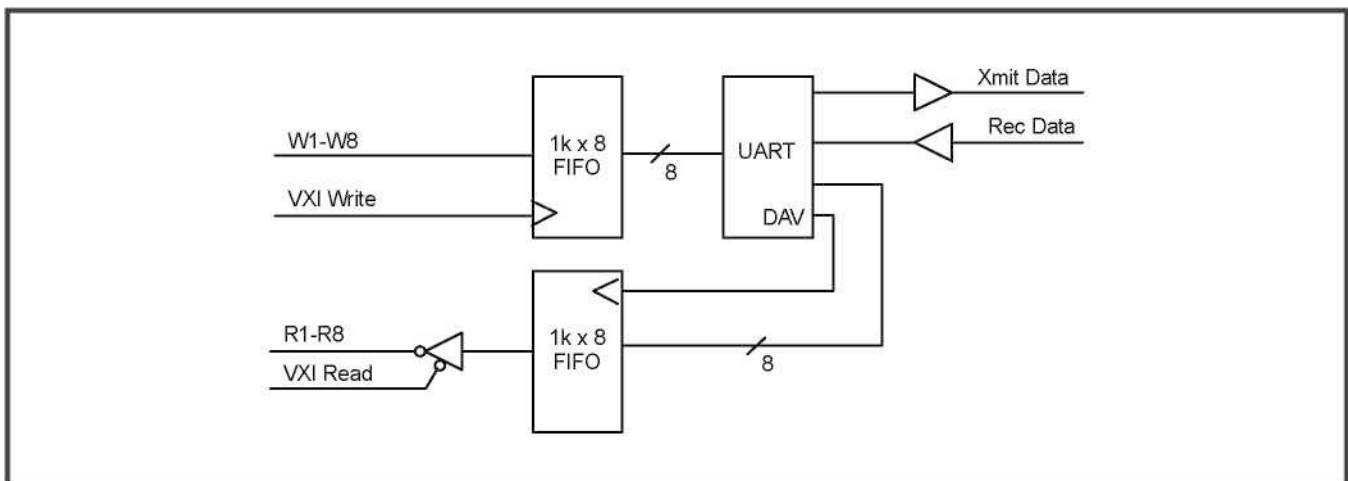 Xmit Data
W1-W8
1k x 8
FIFO
8
UART
Rec Data
VXI Write
DAV
R1-R8
1k x 8
FIFO
8
VXI Read